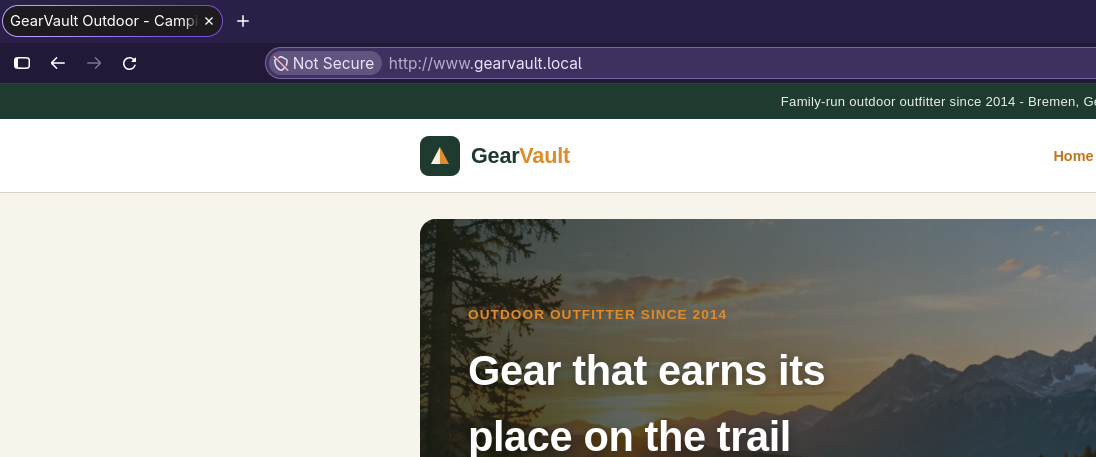 GearVault Outdoor - Camp
Not Secure http://www.gearvault.local
Family-run outdoor outfitter since 2014 - Bremen, Ge
GearVault
Home
OUTDOOR OUTFITTER SINCE 2014
Gear that earns its
place on the trail